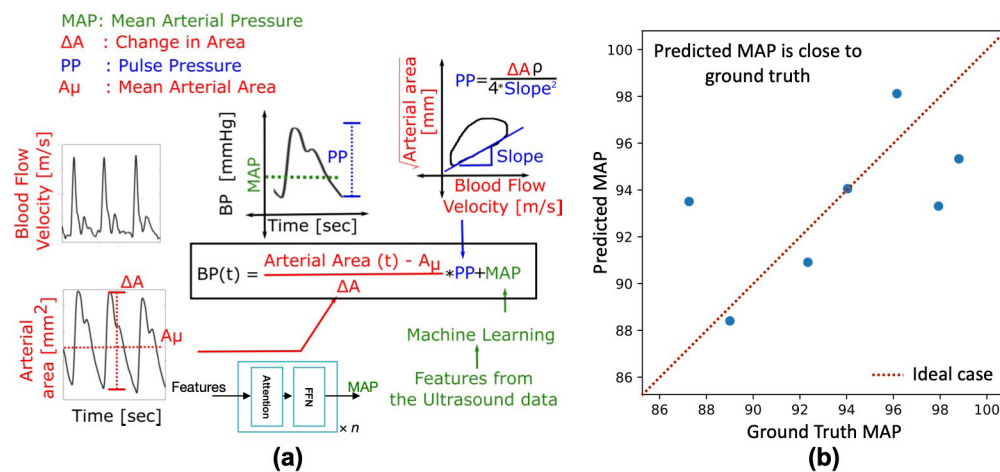 MAP: Mean Arterial Pressure
ΔA : Change in Area
PP : Pulse Pressure
Aμ : Mean Arterial Area
Blood Flow
Velocity [m/s]
BP [mmHg]
MAP
PP
Time [sec]
√Arterial area
[mm]
PP=ΔAρ
4*Slope²
Slope
Blood Flow
Velocity [m/s]
BP(t) = Arterial Area (t) - Aμ *PP+MAP
ΔA
Arterial
area [mm²]
ΔA
Aμ
Time [sec]
Machine Learning
Features from
the Ultrasound data
Features
Attention
FFN
MAP
× n
(a)
Predicted MAP is close to
ground truth
Predicted MAP
100
98
96
94
92
90
88
86
Ideal case
86 88 90 92 94 96 98 100
Ground Truth MAP
(b)